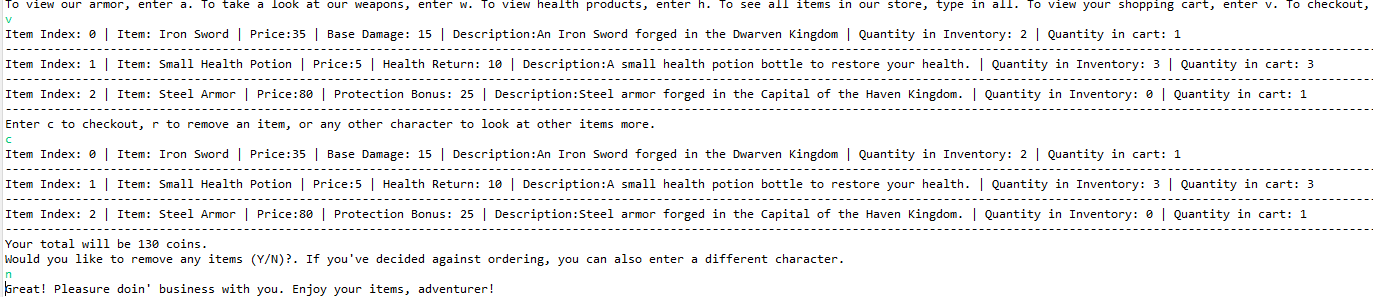 To view our armor, enter a. To take a look at our weapons, enter w. To view health products, enter h. To see all items in our store, type in all. To view your shopping cart, enter v. To checkout,
v
Item Index: 0 | Item: Iron Sword | Price:35 | Base Damage: 15 | Description:An Iron Sword forged in the Dwarven Kingdom | Quantity in Inventory: 2 | Quantity in cart: 1
Item Index: 1 | Item: Small Health Potion | Price:5 | Health Return: 10 | Description:A small health potion bottle to restore your health. | Quantity in Inventory: 3 | Quantity in cart: 3
Item Index: 2 | Item: Steel Armor | Price:80 | Protection Bonus: 25 | Description:Steel armor forged in the Capital of the Haven Kingdom. | Quantity in Inventory: 0 | Quantity in cart: 1
Enter c to checkout, r to remove an item, or any other character to look at other items more.
c
Item Index: 0 | Item: Iron Sword | Price:35 | Base Damage: 15 | Description:An Iron Sword forged in the Dwarven Kingdom | Quantity in Inventory: 2 | Quantity in cart: 1
Item Index: 1 | Item: Small Health Potion | Price:5 | Health Return: 10 | Description:A small health potion bottle to restore your health. | Quantity in Inventory: 3 | Quantity in cart: 3
Item Index: 2 | Item: Steel Armor | Price:80 | Protection Bonus: 25 | Description:Steel armor forged in the Capital of the Haven Kingdom. | Quantity in Inventory: 0 | Quantity in cart: 1
Your total will be 130 coins.
Would you like to remove any items (Y/N)?. If you've decided against ordering, you can also enter a different character.
n
Great! Pleasure doin' business with you. Enjoy your items, adventurer!